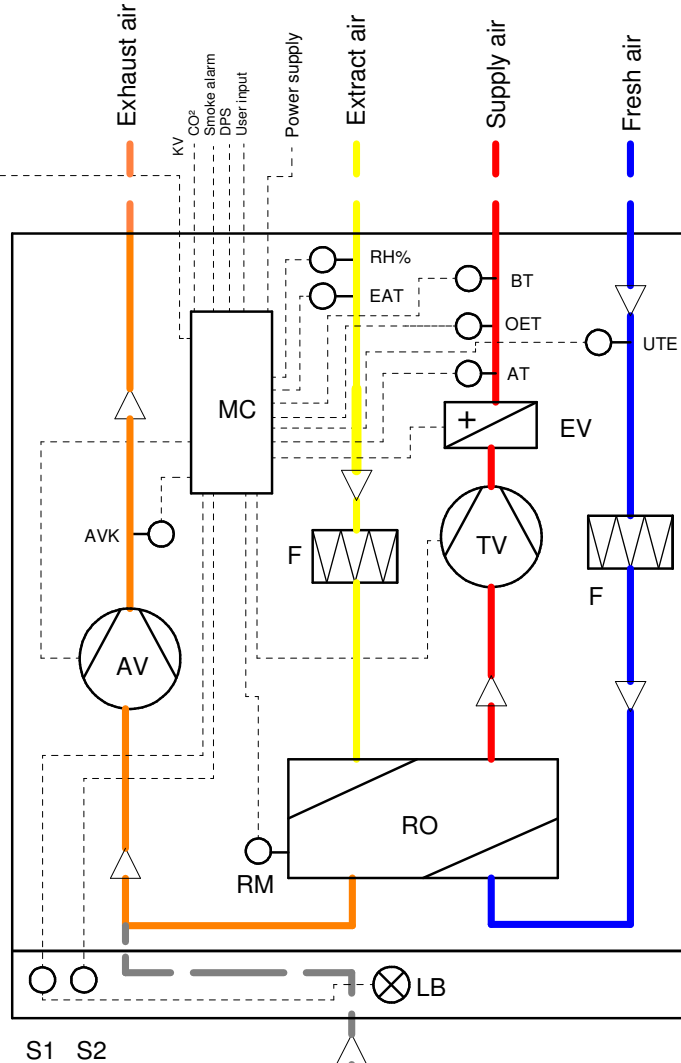 Exhaust air
KV
CO²
Smoke alarm
DPS
User input
Power supply
Extract air
Supply air
Fresh air
RH%
EAT
BT
OET
AT
UTE
MC
+
EV
AVK
F
TV
F
AV
RO
RM
LB
S1 S2